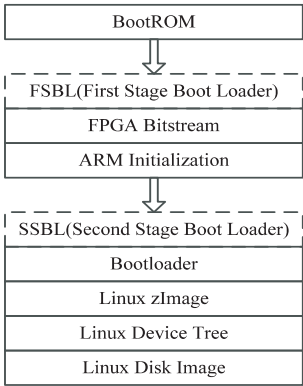 BootROM
FSBL(First Stage Boot Loader)
FPGA Bitstream
ARM Initialization
SSBL(Second Stage Boot Loader)
Bootloader
Linux zImage
Linux Device Tree
Linux Disk Image